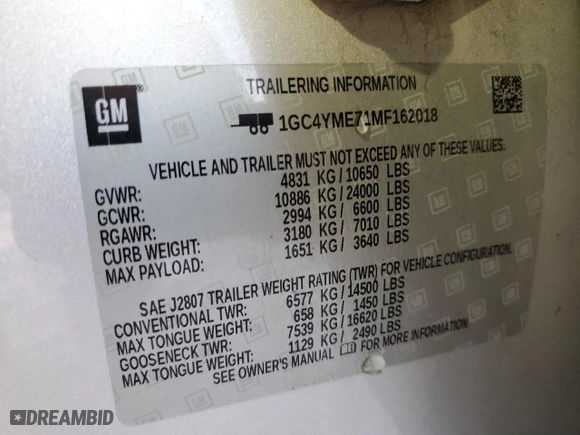 GM
TRAILERING INFORMATION
1GC4YME71MF162018
VEHICLE AND TRAILER MUST NOT EXCEED ANY OF THESE VALUES.
GVWR: 4831 KG/10650 LBS
GCWR: 10886 KG/24000 LBS
RGAWR: 2994 KG/ 6600 LBS
CURB WEIGHT: 3180 KG/ 7010 LBS
MAX PAYLOAD: 1651 KG/ 3640 LBS
SAE J2807 TRAILER WEIGHT RATING (TWR) FOR VEHICLE CONFIGURATION.
CONVENTIONAL TWR: 6577 KG/14500 LBS
MAX TONGUE WEIGHT: 658 KG/ 1450 LBS
GOOSENECK TWR: 7539 KG/16620 LBS
MAX TONGUE WEIGHT: 1129 KG/ 2490 LBS
SEE OWNER'S MANUAL FOR MORE INFORMATION
DREAMBID